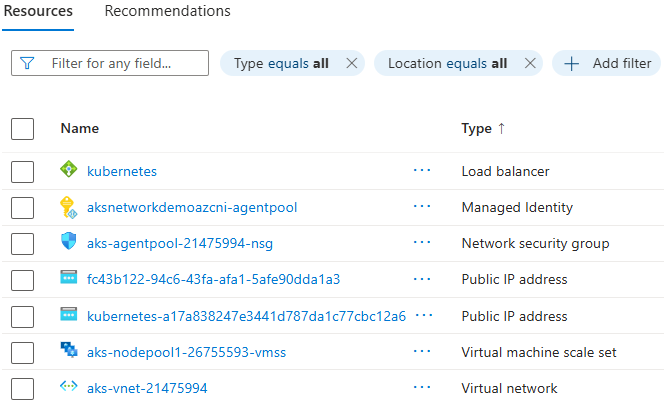 Resources Recommendations
Filter for any field... Type equals all Location equals all Add filter
Name Type ↑
kubernetes ... Load balancer
aksnetworkdemoazcni-agentpool ... Managed Identity
aks-agentpool-21475994-nsg ... Network security group
fc43b122-94c6-43fa-afa1-5afe90dda1a3 ... Public IP address
kubernetes-a17a838247e3441d787da1c77cbc12a6 ... Public IP address
aks-nodepool1-26755593-vmss ... Virtual machine scale set
aks-vnet-21475994 ... Virtual network